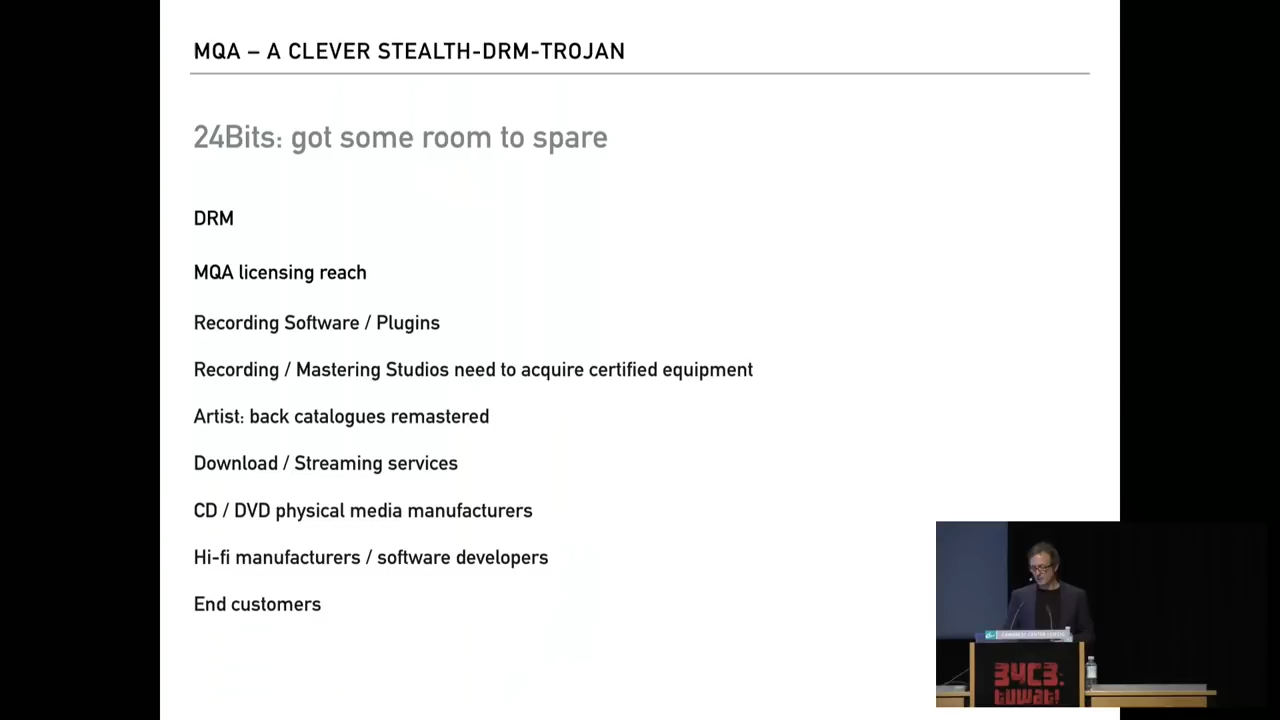 MQA – A CLEVER STEALTH-DRM-TROJAN
24Bits: got some room to spare
DRM
MQA licensing reach
Recording Software / Plugins
Recording / Mastering Studios need to acquire certified equipment
Artist: back catalogues remastered
Download / Streaming services
CD / DVD physical media manufacturers
Hi-fi manufacturers / software developers
End customers
34C3.
tuwat!